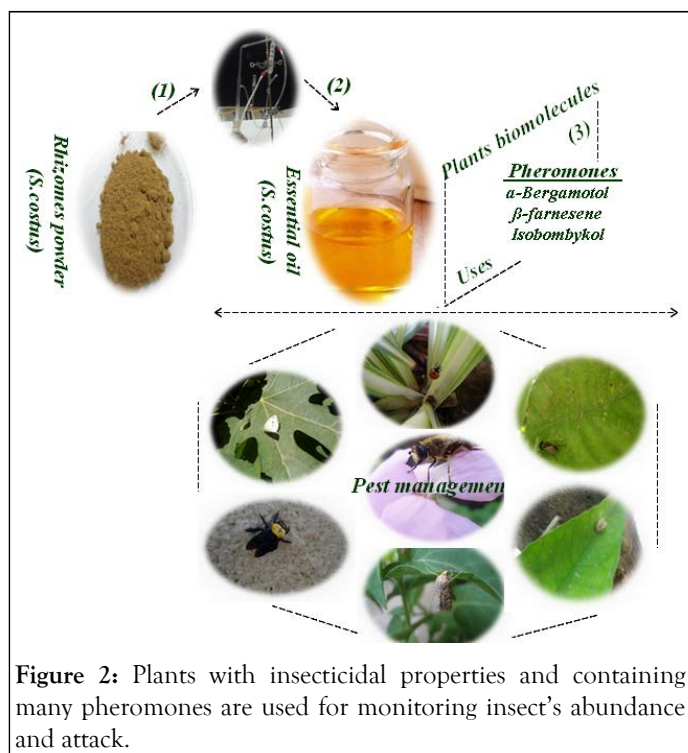 (1)
(2)
Rhizomes powder
(S.costus)
Essential oil
(S.costus)
Plants biomolecules
(3)
Pheromones
a-Bergamotol
β-farnesene
Isobombykol
Uses
Pest managemen
Figure 2: Plants with insecticidal properties and containing
many pheromones are used for monitoring insect's abundance
and attack.